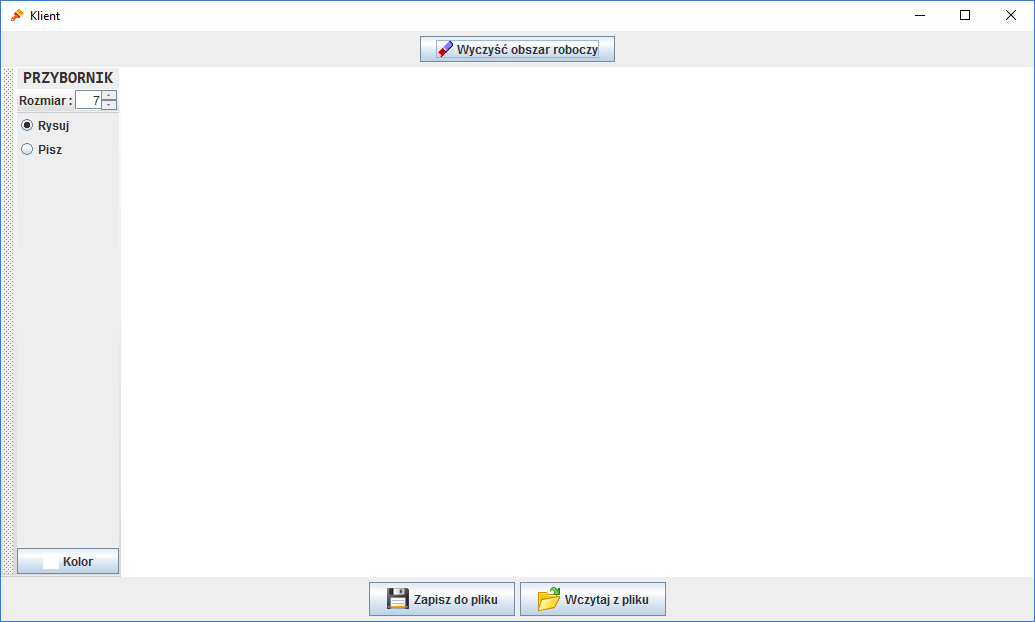 Klient
Wyczyść obszar roboczy
PRZYBORNIK
Rozmiar : 7
Rysuj
Pisz
Kolor
Zapisz do pliku
Wczytaj z pliku